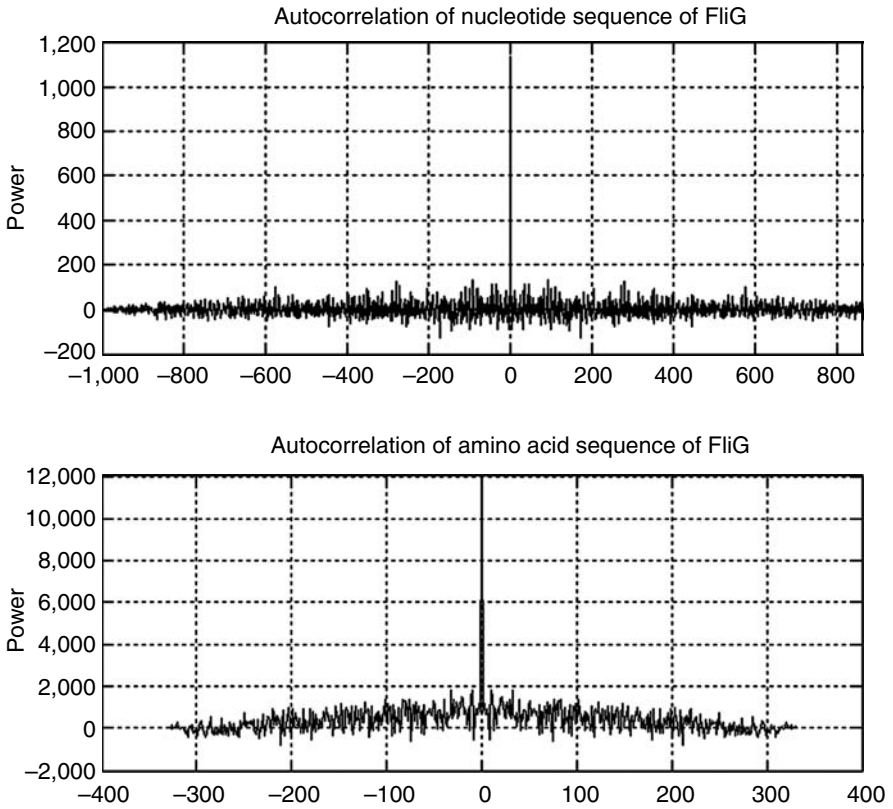 Autocorrelation of nucleotide sequence of FliG
1,200
1,000
800
600
400
200
0
–200
Power
–1,000 –800 –600 –400 –200 0 200 400 600 800
Autocorrelation of amino acid sequence of FliG
12,000
10,000
8,000
6,000
4,000
2,000
0
–2,000
Power
–400 –300 –200 –100 0 100 200 300 400